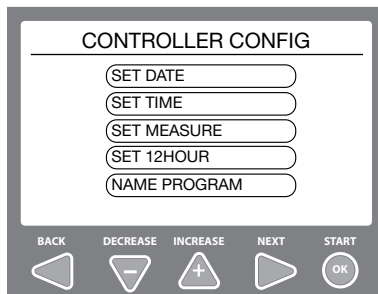 CONTROLLER CONFIG
SET DATE
SET TIME
SET MEASURE
SET 12HOUR
NAME PROGRAM
BACK DECREASE INCREASE NEXT START
− + OK